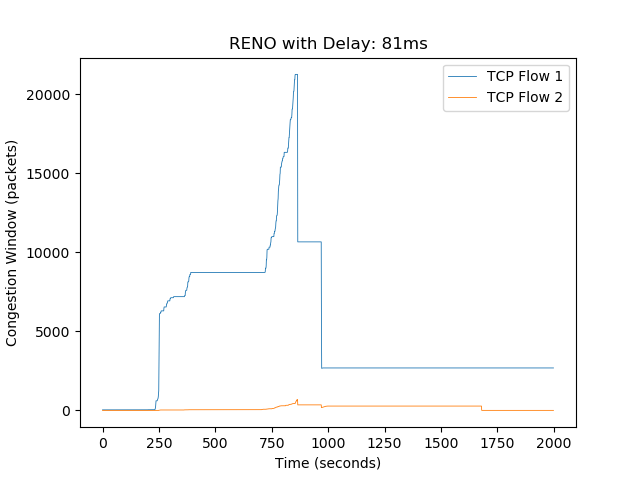 RENO with Delay: 81ms
TCP Flow 1
TCP Flow 2
Congestion Window (packets)
20000
15000
10000
5000
0
0 250 500 750 1000 1250 1500 1750 2000
Time (seconds)